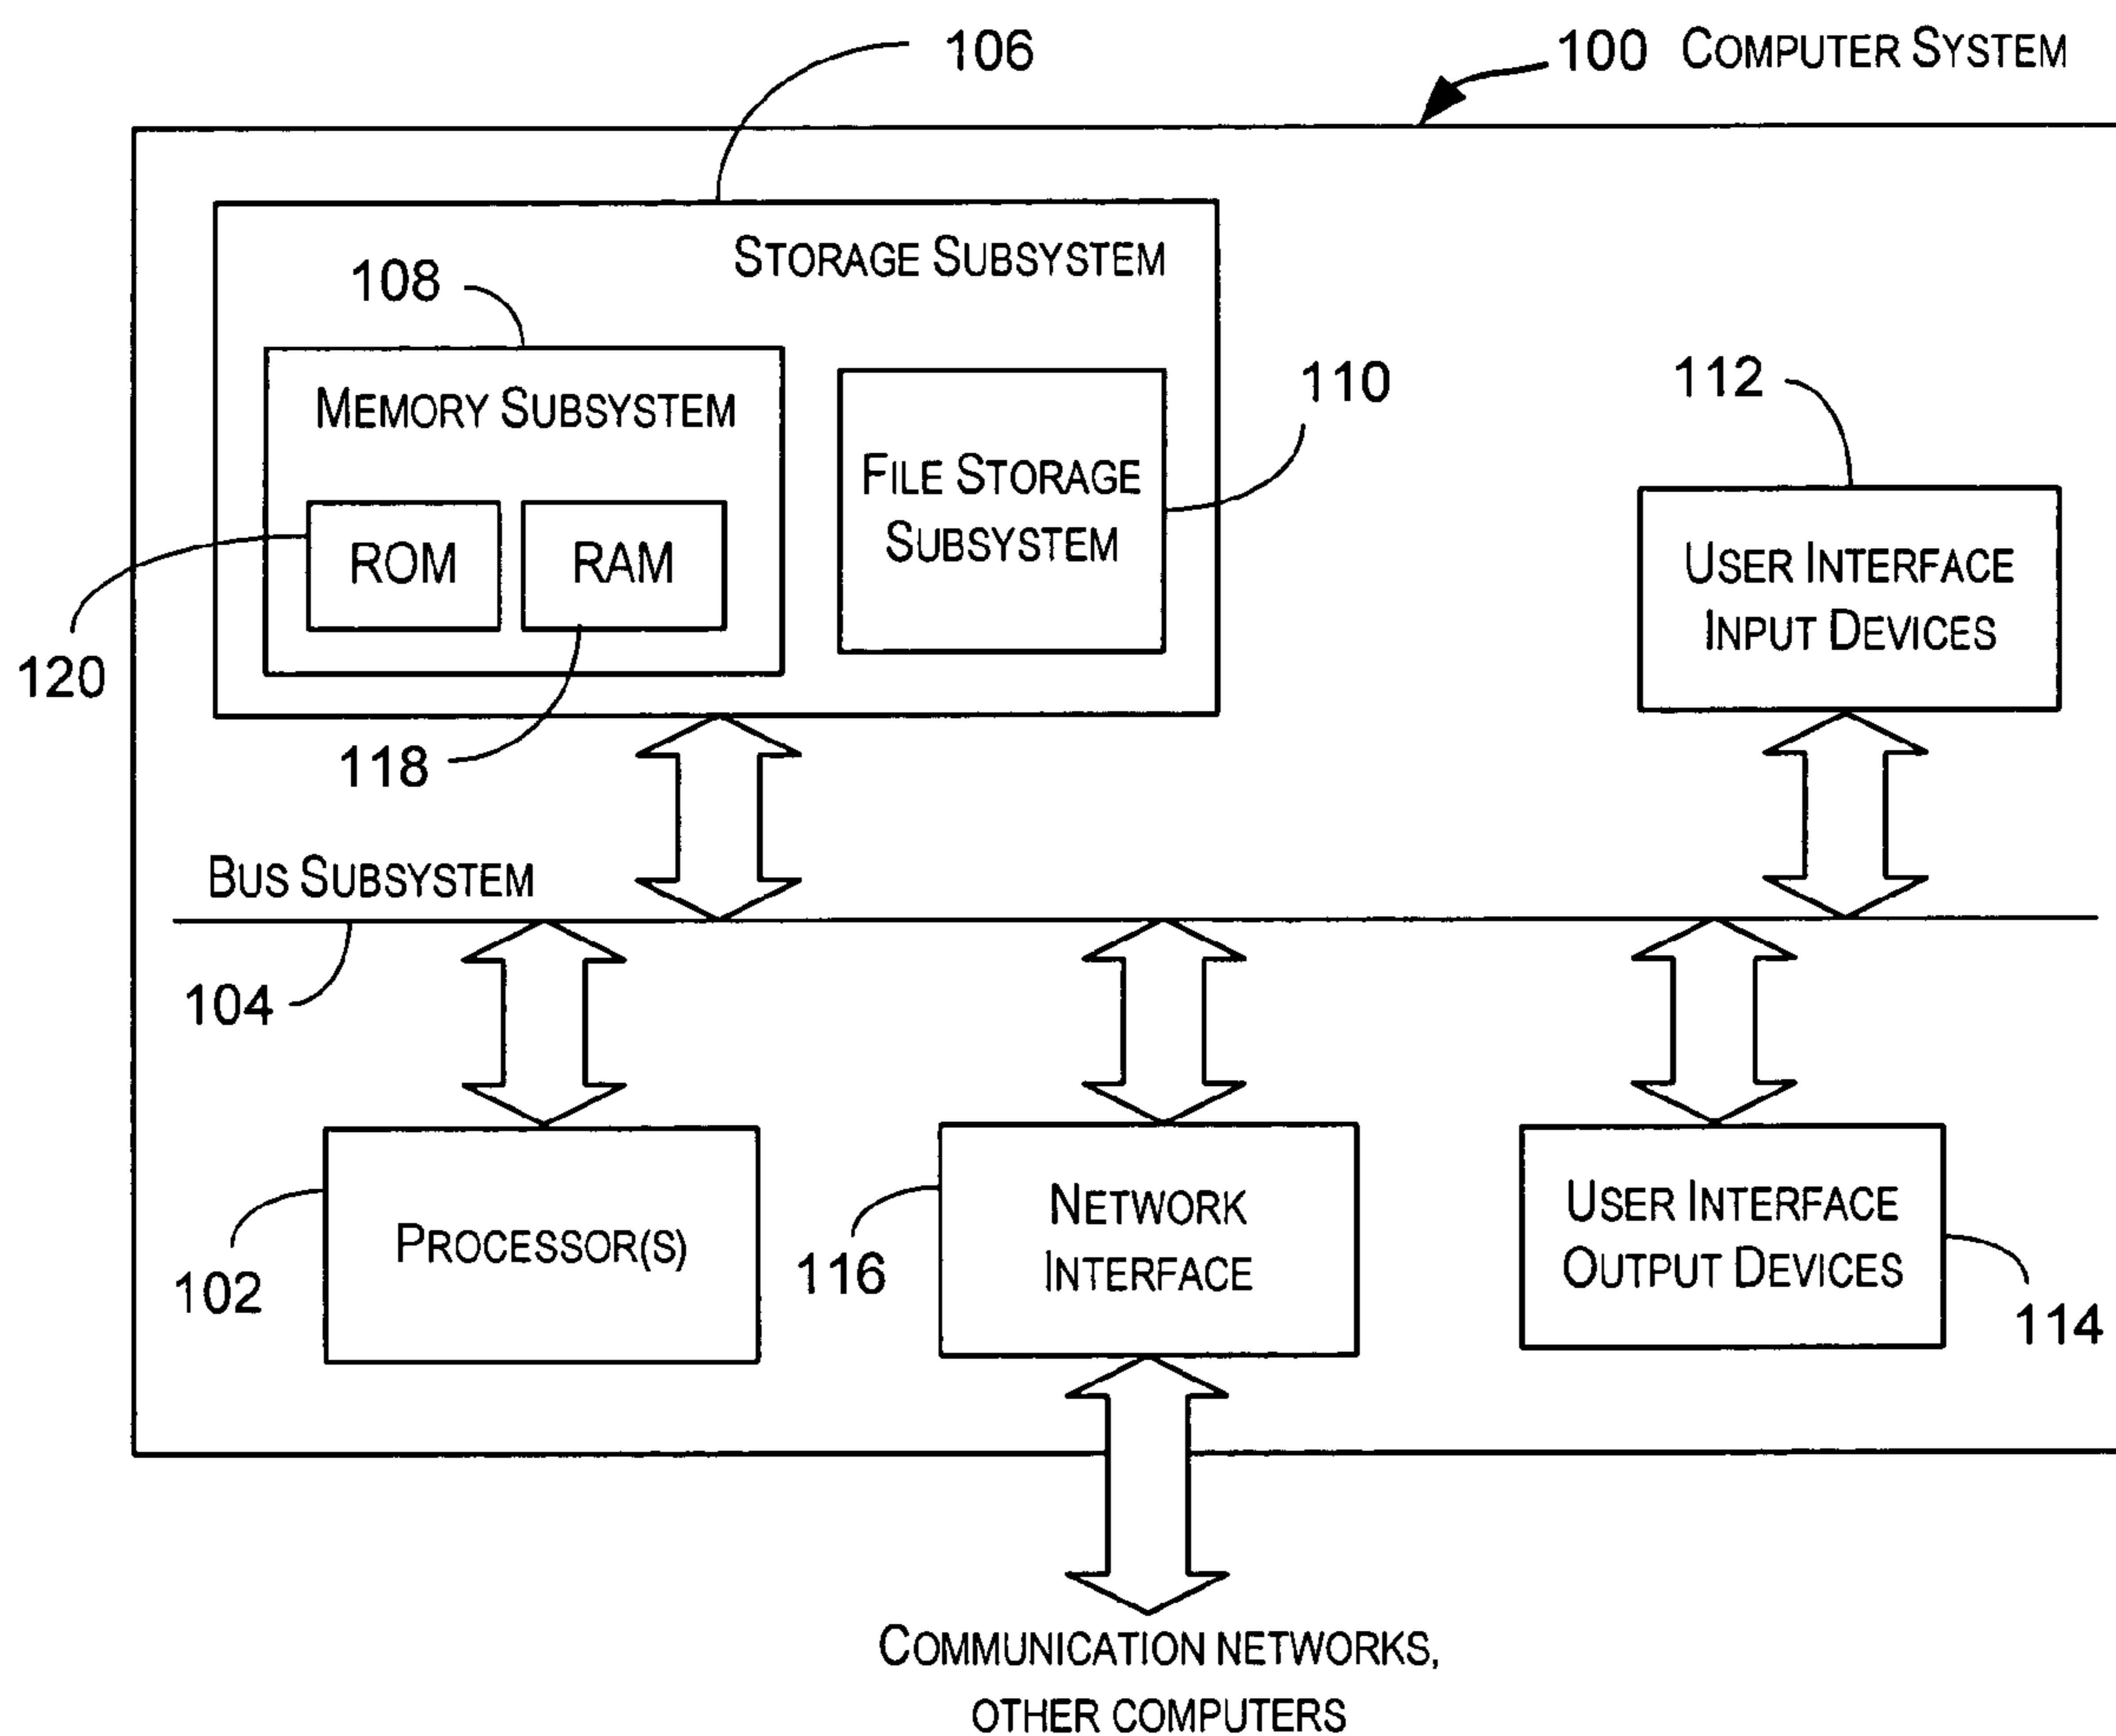 106
100 COMPUTER SYSTEM
STORAGE SUBSYSTEM
108
MEMORY SUBSYSTEM
110
112
FILE STORAGE
SUBSYSTEM
ROM
RAM
USER INTERFACE
INPUT DEVICES
120
118
BUS SUBSYSTEM
104
PROCESSOR(S)
102
NETWORK
INTERFACE
116
USER INTERFACE
OUTPUT DEVICES
114
COMMUNICATION NETWORKS,
OTHER COMPUTERS